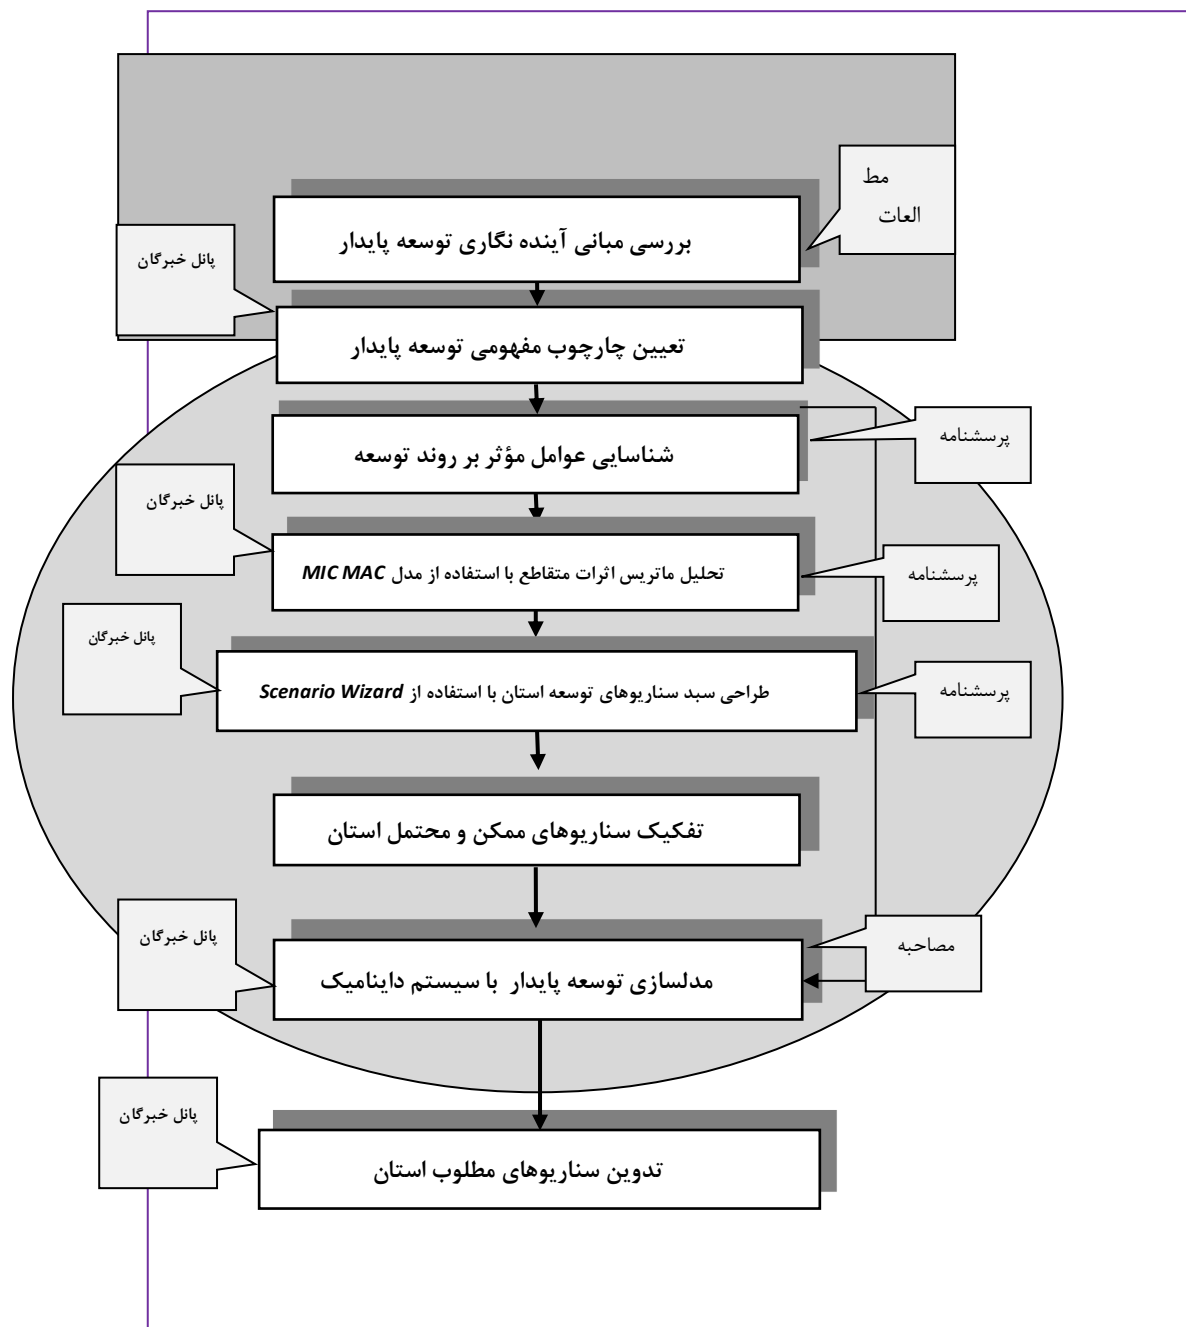 مط
العات
بررسی مبانی آینده نگاری توسعه پایدار
پانل خبرگان
تعیین چارچوب مفهومی توسعه پایدار
پرسشنامه
شناسایی عوامل مؤثر بر روند توسعه
پانل خبرگان
تحلیل ماتریس اثرات متقاطع با استفاده از مدل MIC MAC
پرسشنامه
پانل خبرگان
طراحی سبد سناریوهای توسعه استان با استفاده از Scenario Wizard
پرسشنامه
تفکیک سناریوهای ممکن و محتمل استان
پانل خبرگان
مصاحبه
مدلسازی توسعه پایدار با سیستم داینامیک
پانل خبرگان
تدوین سناریوهای مطلوب استان